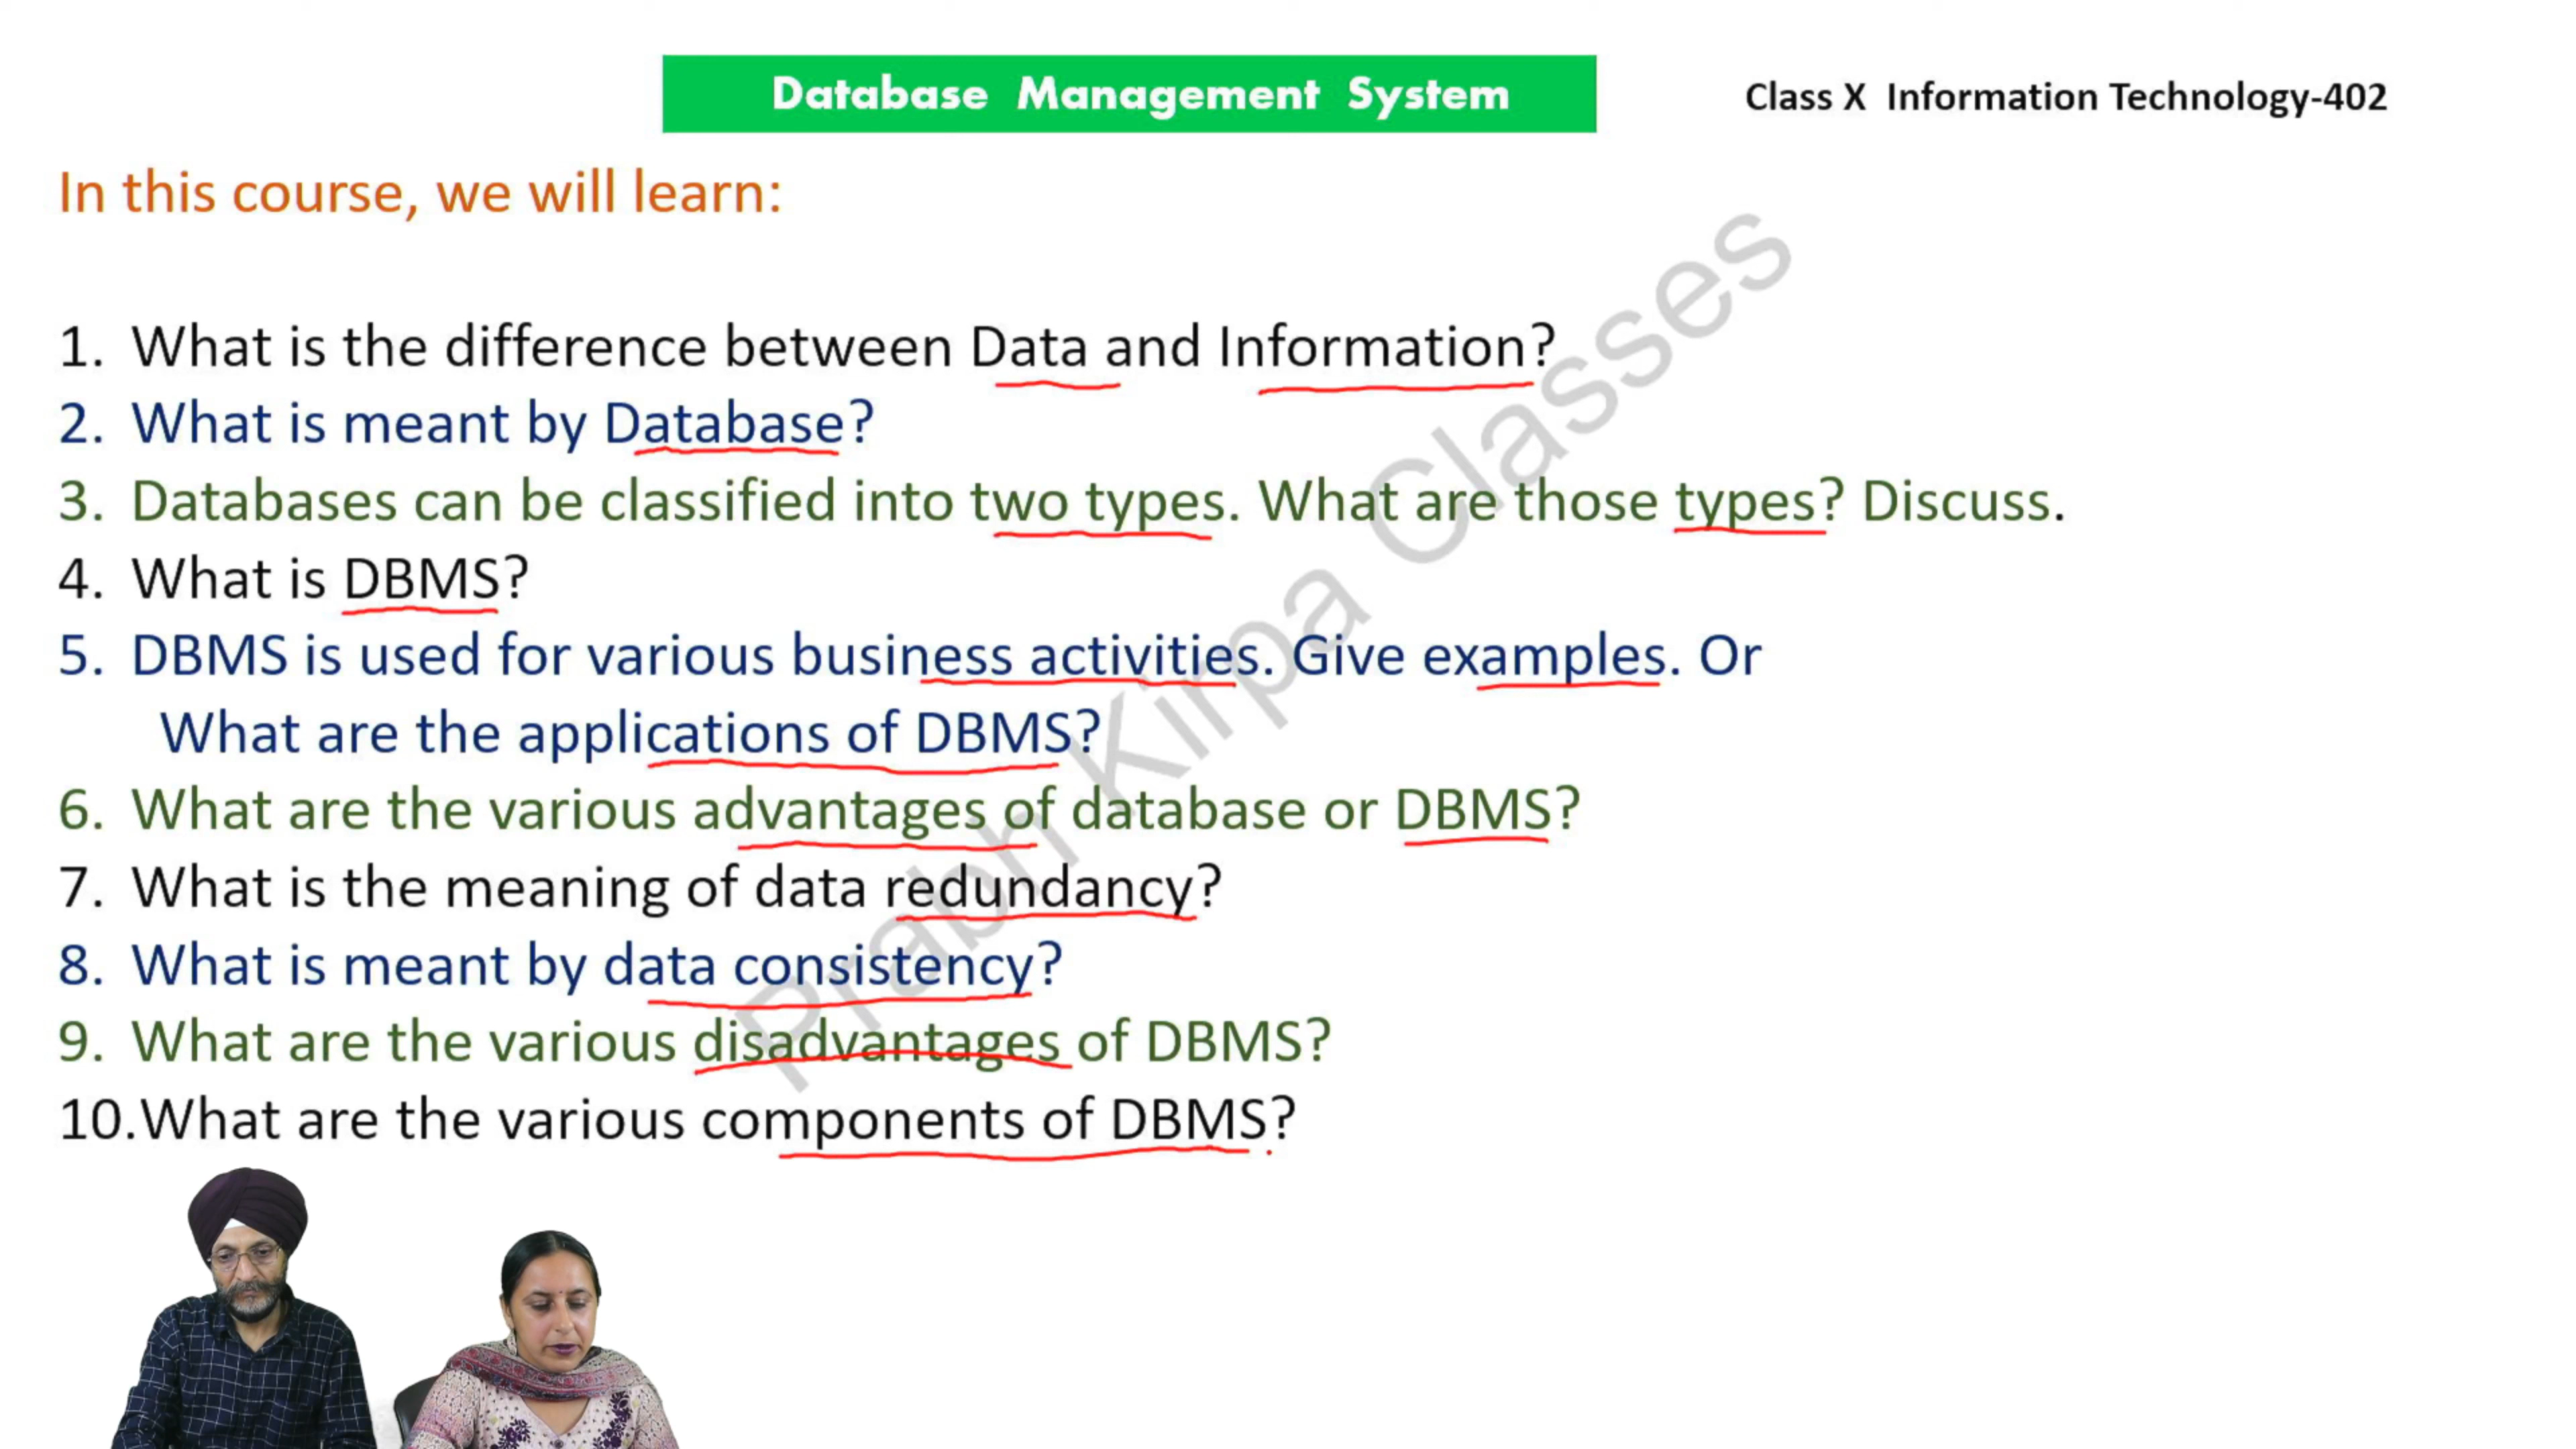 Database Management System
Class X Information Technology-402
In this course, we will learn:
1. What is the difference between Data and Information?
2. What is meant by Database?
3. Databases can be classified into two types. What are those types? Discuss.
4. What is DBMS?
5. DBMS is used for various business activities. Give examples. Or
What are the applications of DBMS?
6. What are the various advantages of database or DBMS?
7. What is the meaning of data redundancy?
8. What is meant by data consistency?
9. What are the various disadvantages of DBMS?
10.What are the various components of DBMS?
Prabh Kirpa Classes